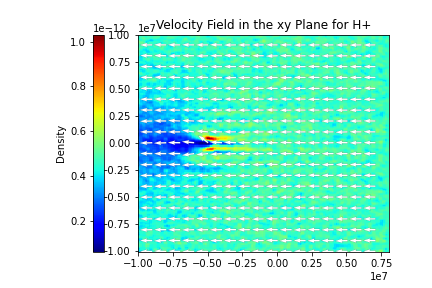 Velocity Field in the xy Plane for H+
1e−12
1e7
1.0
0.8
0.6
0.4
0.2
Density
1.00
0.75
0.50
0.25
0.00
−0.25
−0.50
−0.75
−1.00
−1.00 −0.75 −0.50 −0.25 0.00 0.25 0.50 0.75
1e7